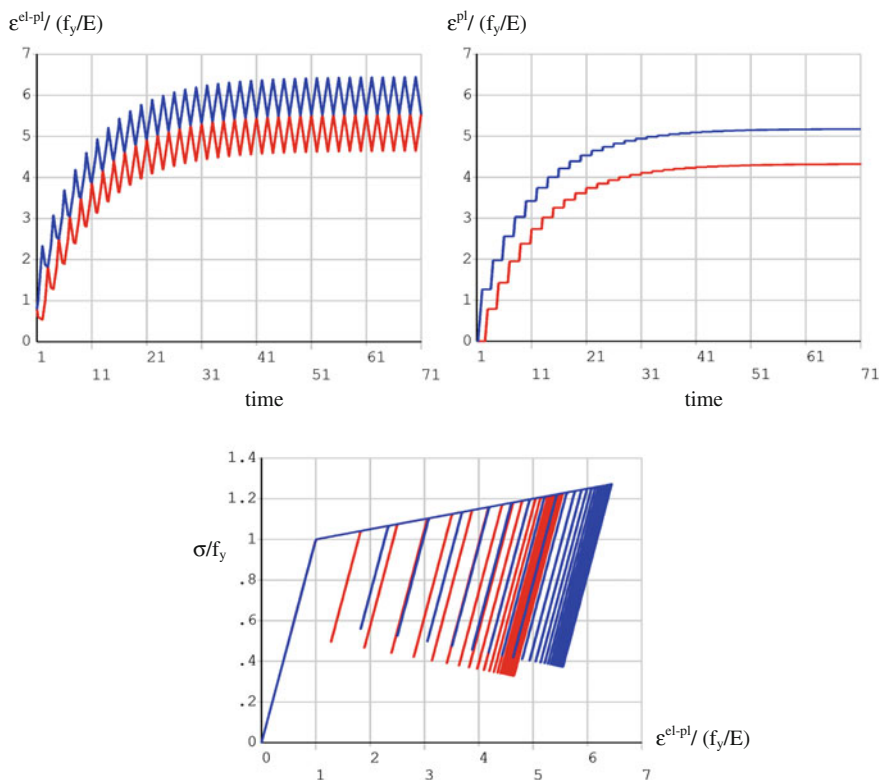 ε^el-pl/ (f_y/E)
7
6
5
4
3
2
1
0
1 21 41 61
11 31 51 71
time
ε^pl/ (f_y/E)
7
6
5
4
3
2
1
0
1 21 41 61
11 31 51 71
time
1.4
1.2
1
.8
.6
.4
.2
0
σ/f_y
0 2 4 6
1 3 5 7
ε^el-pl/ (f_y/E)